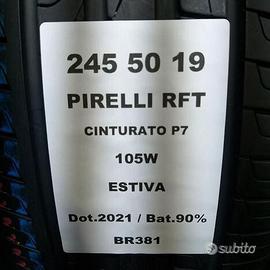 245 50 19
PIRELLI RFT
CINTURATO P7
105W
ESTIVA
Dot.2021 / Bat.90%
BR381
subito